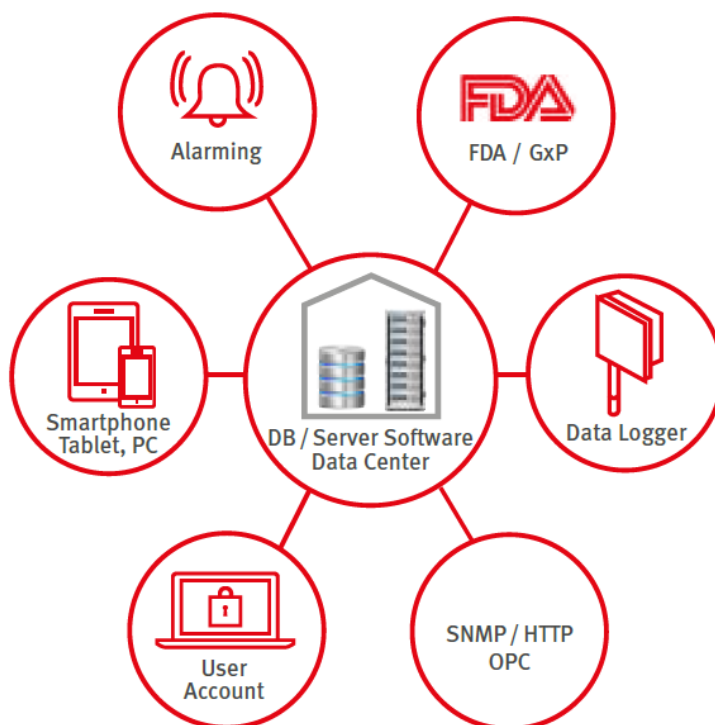 Alarming
FDA
FDA / GxP
Smartphone
Tablet, PC
DB / Server Software
Data Center
Data Logger
User
Account
SNMP / HTTP
OPC